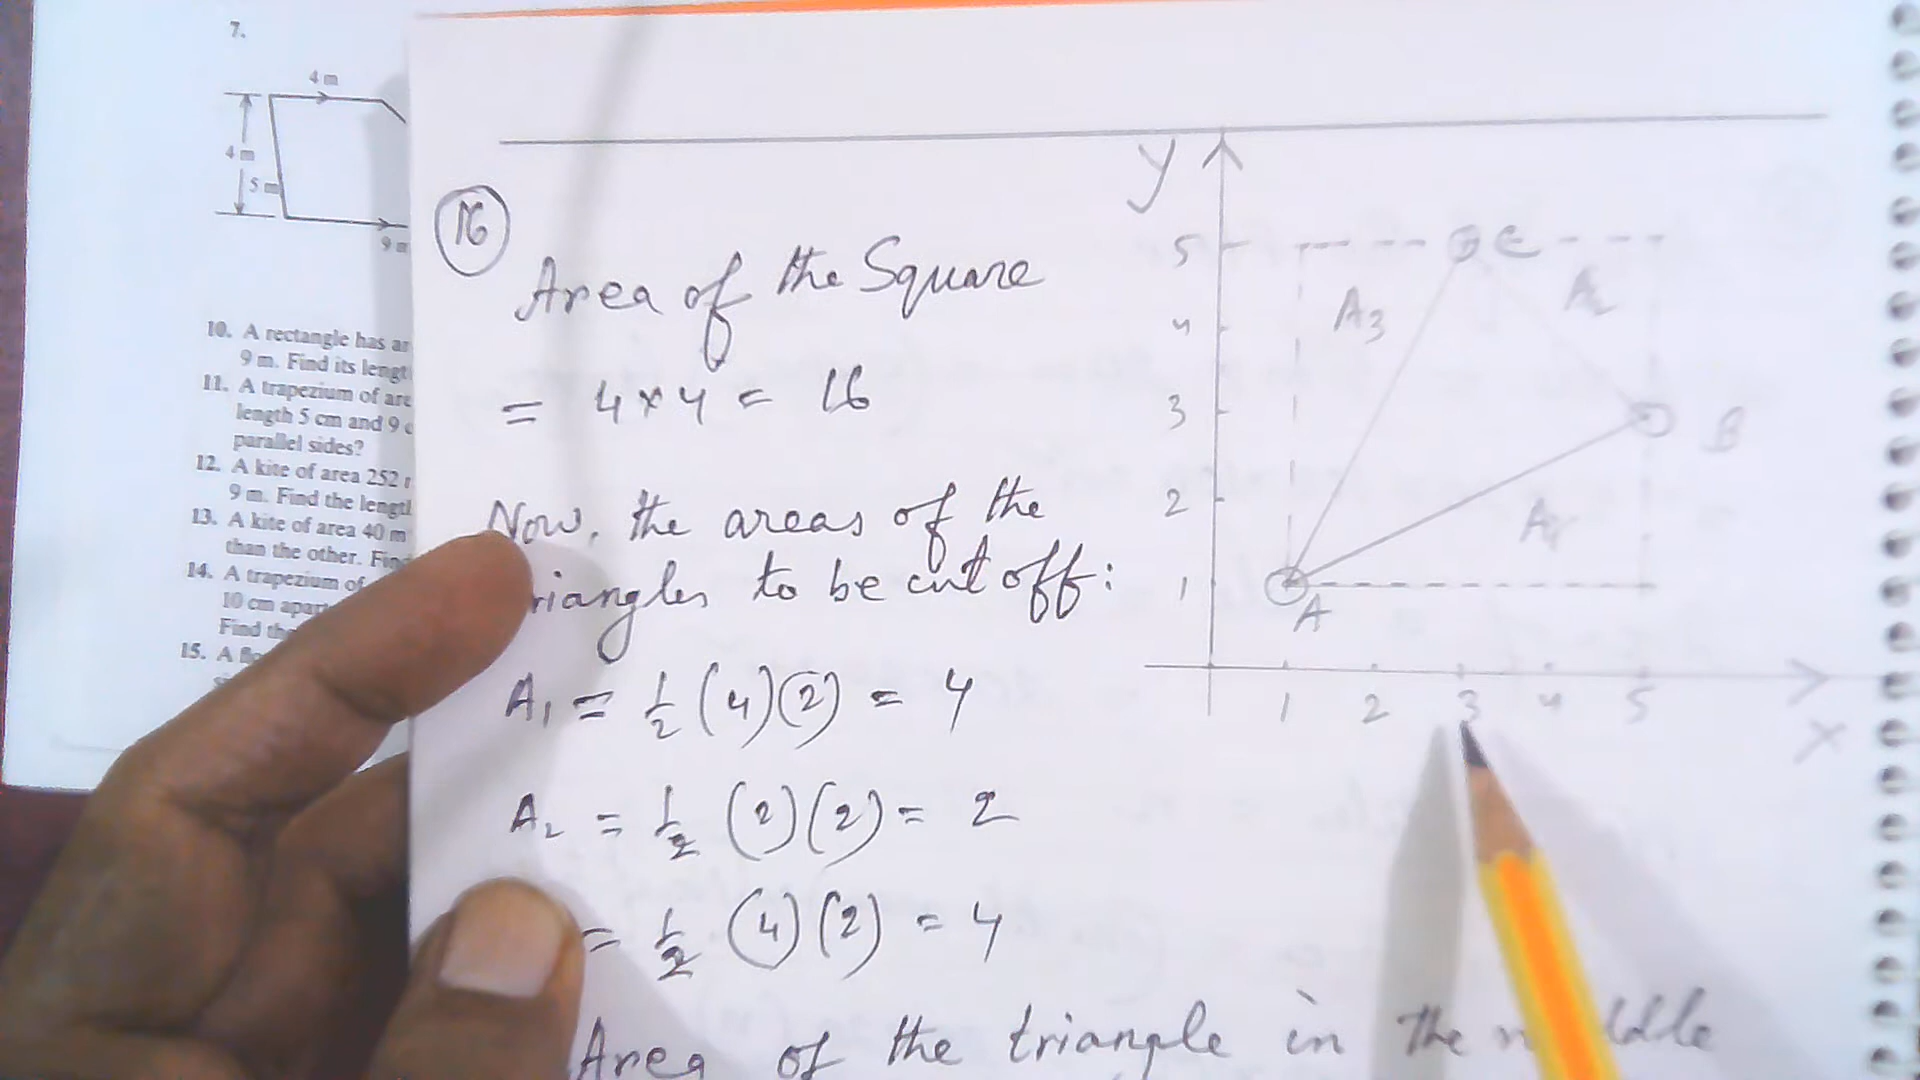 7.
4 m
4 m
5 m
9 m
10. A rectangle has ar
9 m. Find its lengt
11. A trapezium of are
length 5 cm and 9 c
parallel sides?
12. A kite of area 252
9 m. Find the lengt
13. A kite of area 40 m
than the other. Find
14. A trapezium of
10 cm apar
Find the
15. A
16
Area of the Square
= 4 × 4 = 16
Now, the areas of the
riangles to be cut off:
A1 = 1/2 (4)(2) = 4
A2 = 1/2 (2)(2) = 2
= 1/2 (4)(2) = 4
Area of the triangle in the
y
5
4
3
2
1
1 2 3 4 5
x
C
A3
A2
B
A1
A